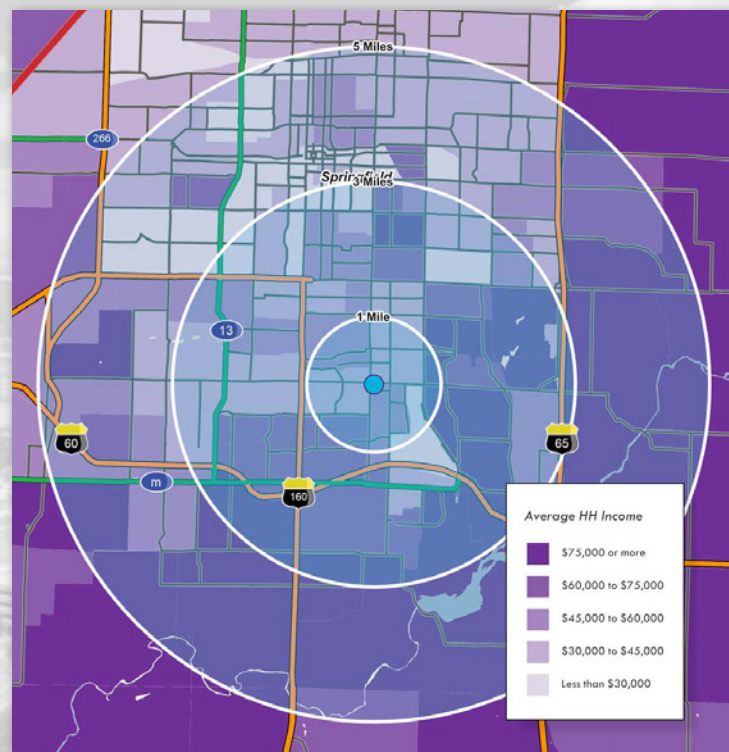 5 Miles
266
Springfield
3 Miles
1 Mile
13
60
65
m
160
Average HH Income
$75,000 or more
$60,000 to $75,000
$45,000 to $60,000
$30,000 to $45,000
Less than $30,000